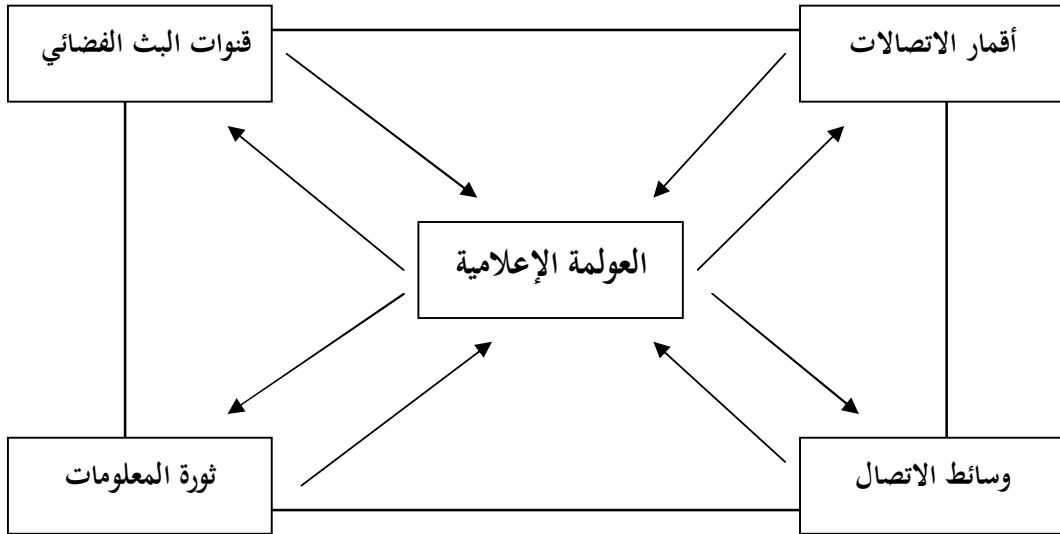 أقمار الاتصالات
قنوات البث الفضائي
العولمة الإعلامية
وسائط الاتصال
ثورة المعلومات